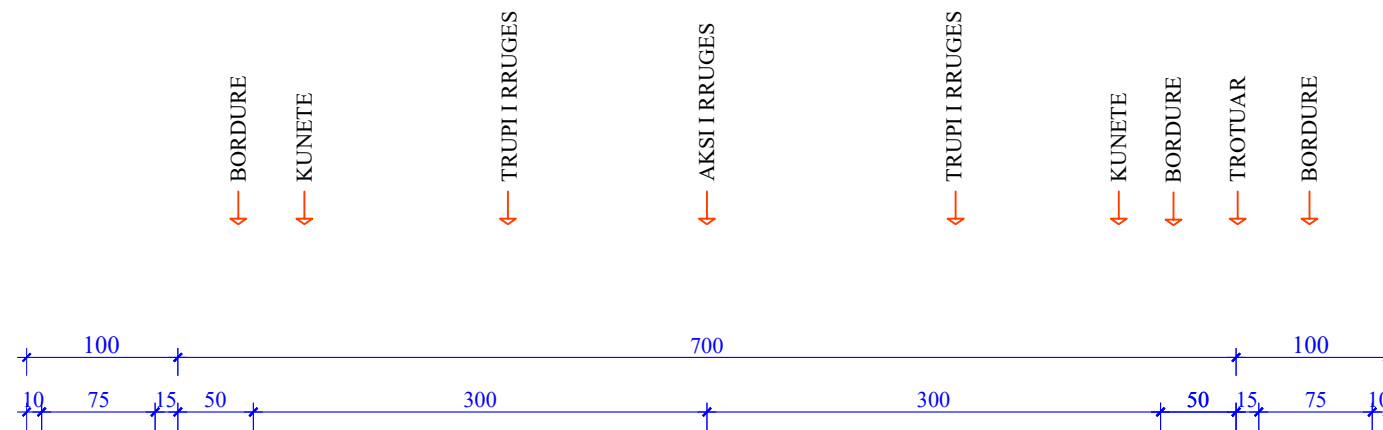 BORDURE
KUNETE
TRUPI I RRUGES
AKSI I RRUGES
TRUPI I RRUGES
KUNETE
BORDURE
TROTUAR
BORDURE
100 700 100
10 75 15 50 300 300 50 15 75 10